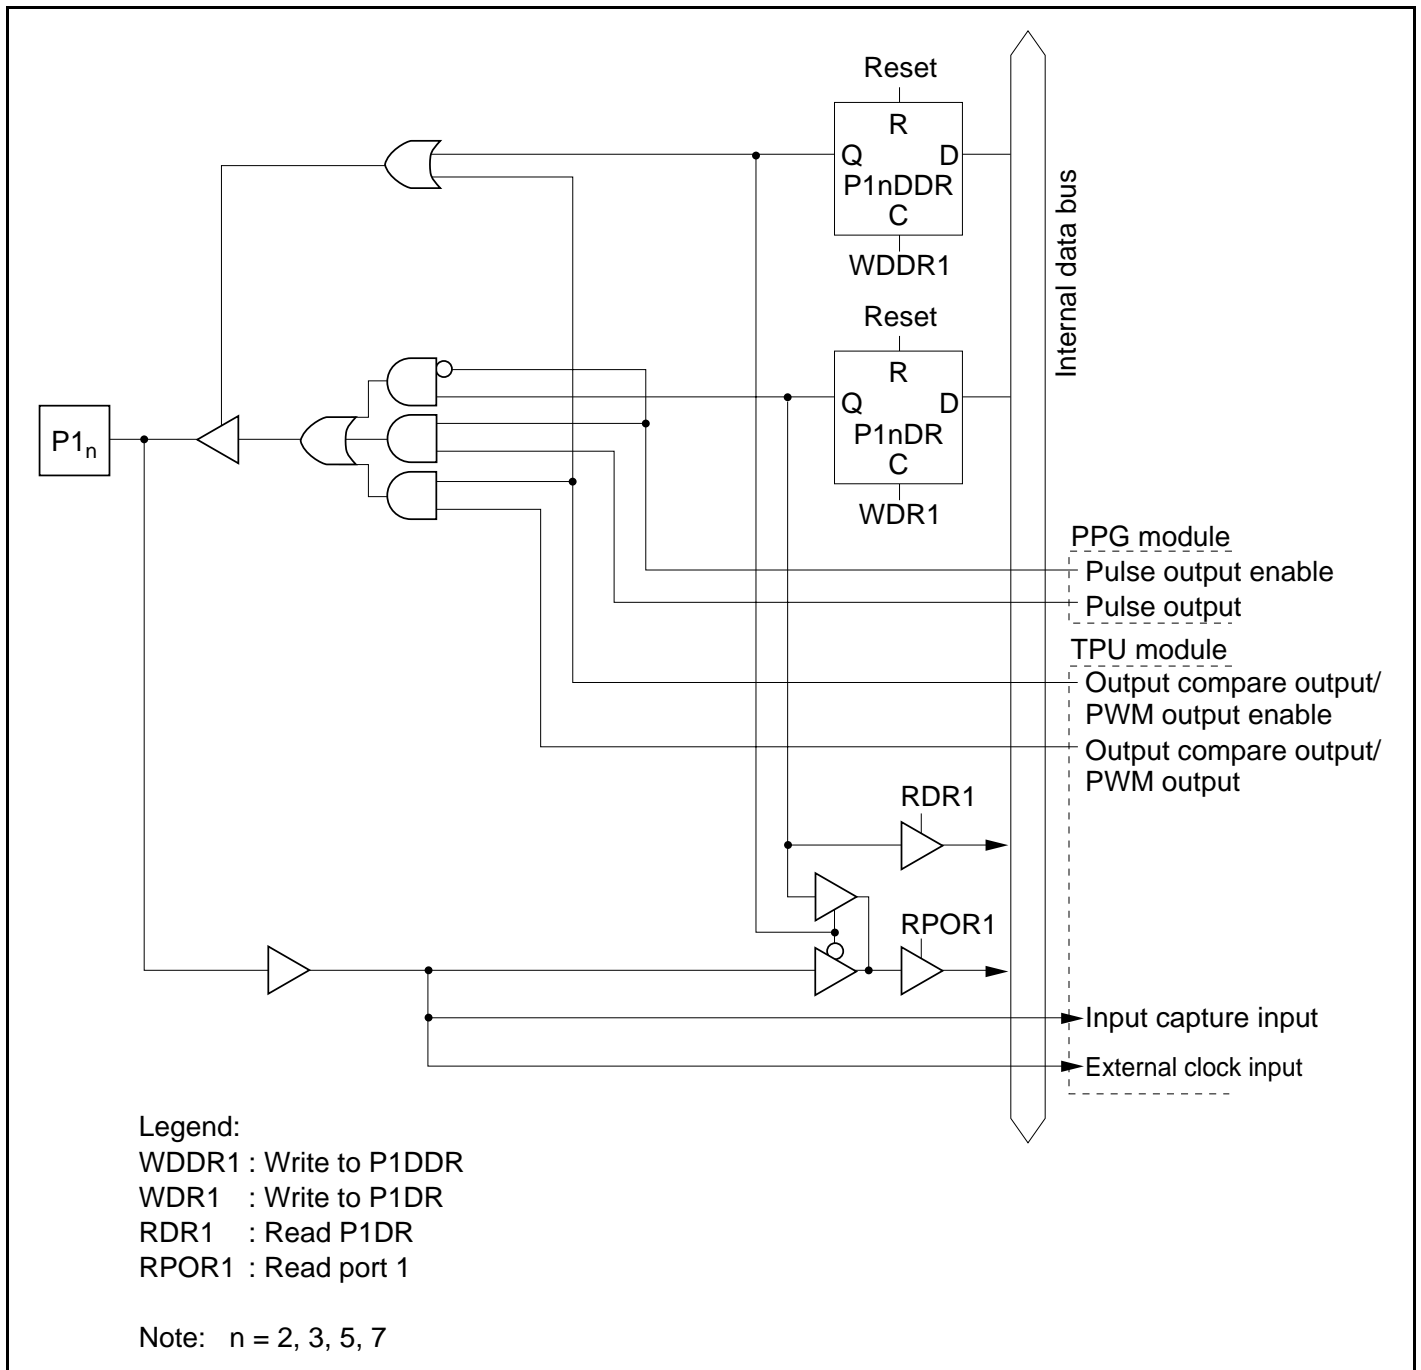 Reset
R
Q D
P1nDDR
C
WDDR1
Internal data bus
Reset
R
Q D
P1nDR
C
WDR1
P1n
PPG module
Pulse output enable
Pulse output
TPU module
Output compare output/
PWM output enable
Output compare output/
PWM output
RDR1
RPOR1
Input capture input
External clock input
Legend:
WDDR1 : Write to P1DDR
WDR1 : Write to P1DR
RDR1 : Read P1DR
RPOR1 : Read port 1
Note: n = 2, 3, 5, 7